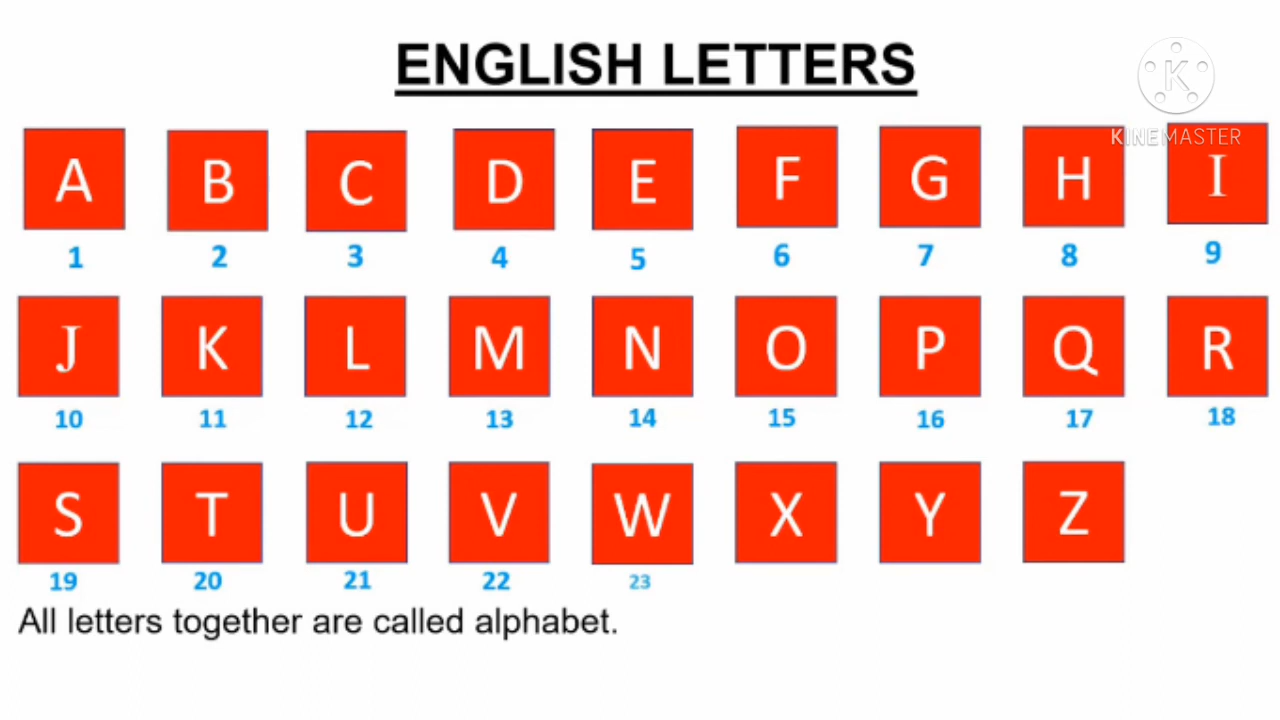 ENGLISH LETTERS
K
KINEMASTER
A B C D E F G H I
1 2 3 4 5 6 7 8 9
J K L M N O P Q R
10 11 12 13 14 15 16 17 18
S T U V W X Y Z
19 20 21 22 23
All letters together are called alphabet.